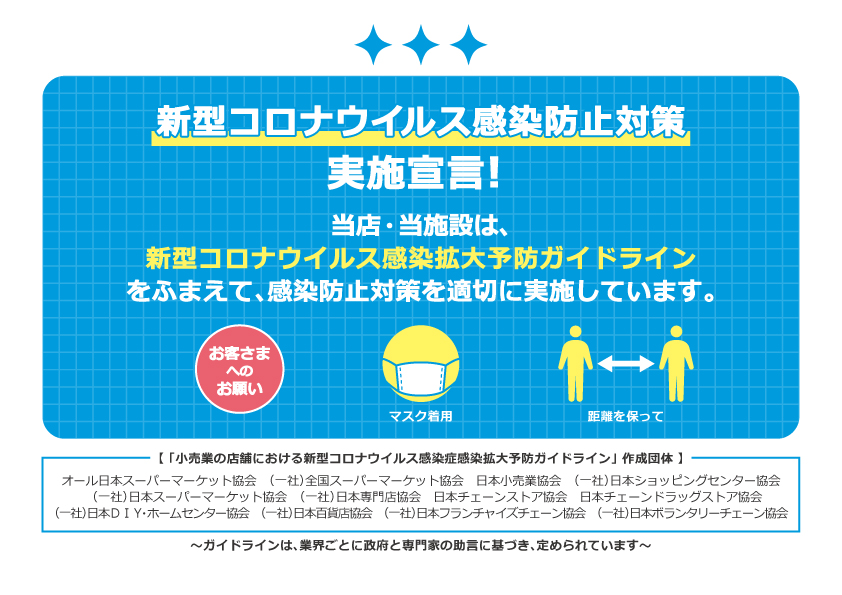 新型コロナウイルス感染防止対策
実施宣言!
当店・当施設は、
新型コロナウイルス感染拡大予防ガイドライン
をふまえて、感染防止対策を適切に実施しています。
お客さま
への
お願い
マスク着用
距離を保って
【「小売業の店舗における新型コロナウイルス感染症感染拡大予防ガイドライン」作成団体】
オール日本スーパーマーケット協会 (一社)全国スーパーマーケット協会 日本小売業協会 (一社)日本ショッピングセンター協会
(一社)日本スーパーマーケット協会 (一社)日本専門店協会 日本チェーンストア協会 日本チェーンドラッグストア協会
(一社)日本DIY・ホームセンター協会 (一社)日本百貨店協会 (一社)日本フランチャイズチェーン協会 (一社)日本ボランタリーチェーン協会
〜ガイドラインは、業界ごとに政府と専門家の助言に基づき、定められています〜